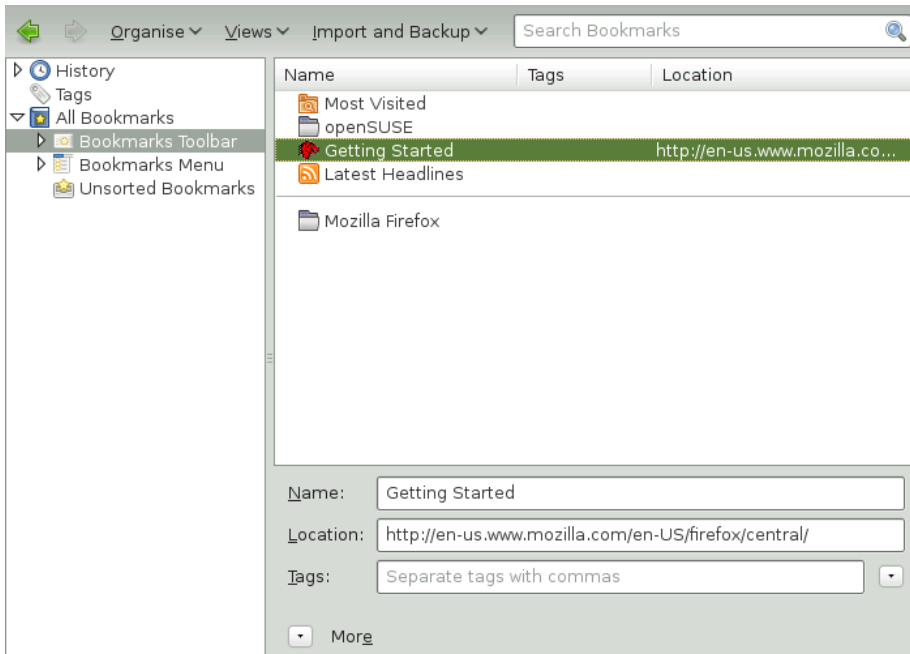 Organise Views Import and Backup Search Bookmarks
History
Tags
All Bookmarks
Bookmarks Toolbar
Bookmarks Menu
Unsorted Bookmarks
Name Tags Location
Most Visited
openSUSE
Getting Started http://en-us.www.mozilla.co...
Latest Headlines
Mozilla Firefox
Name: Getting Started
Location: http://en-us.www.mozilla.com/en-US/firefox/central/
Tags: Separate tags with commas
More